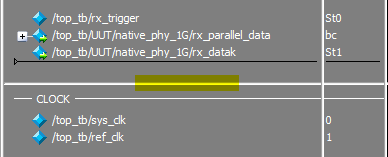 /top_tb/rx_trigger St0
/top_tb/UUT/native_phy_1G/rx_parallel_data bc
/top_tb/UUT/native_phy_1G/rx_datak St1
CLOCK
/top_tb/sys_clk 0
/top_tb/ref_clk 1